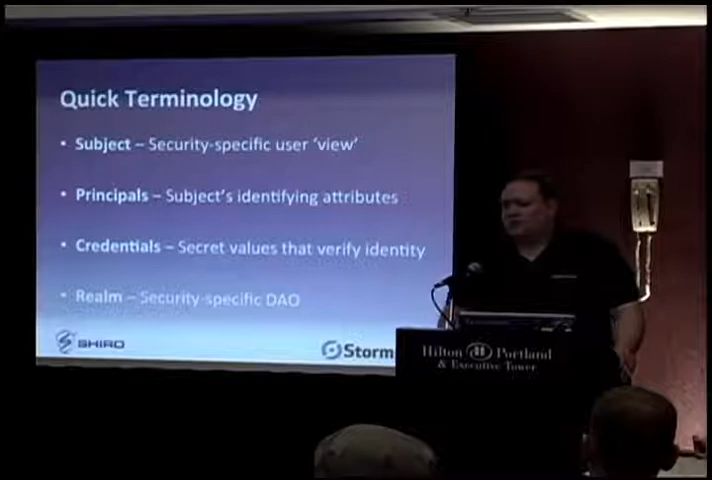 Quick Terminology
• Subject – Security-specific user 'view'
• Principals – Subject's identifying attributes
• Credentials – Secret values that verify identity
• Realm – Security-specific DAO
SHIRO
Storm
Hilton Portland
& Executive Tower